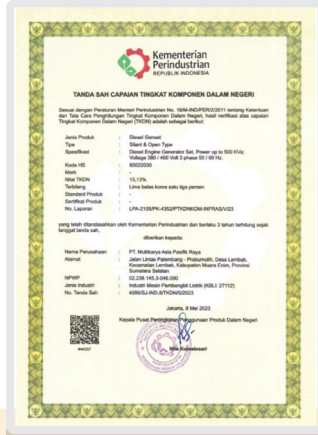 Kementerian
Perindustrian
REPUBLIK INDONESIA
TANDA SAH CAPAIAN TINGKAT KOMPONEN DALAM NEGERI
Sesuai dengan Peraturan Menteri Perindustrian No. 16/M-IND/PER/2/2011 tentang Ketentuan
dan Tata Cara Penghitungan Tingkat Komponen Dalam Negeri, hasil verifikasi atas capaian
Tingkat Komponen Dalam Negeri (TKDN) adalah sebagai berikut:
Jenis Produk : Diesel Genset
Tipe : Silent & Open Type
Spesifikasi : Diesel Engine Generator Set, Power up to 500 KVa;
Voltage 380 / 460 Volt 3 phase 50 / 60 Hz.
Kode HS : 85022030
Merk : -
Nilai TKDN : 15,13%
Terbilang : Lima belas koma satu tiga persen
Standard Produk : -
Sertifikat Produk : -
No. Laporan : LPA-2105/PK-4352/PTKDNKOM-INFRAS/V/23
yang telah ditandasahkan oleh Kementerian Perindustrian dan berlaku 3 tahun terhitung sejak
tanggal tanda sah,
diberikan kepada:
Nama Perusahaan : PT. Multikarya Asia Pasifik Raya
Alamat : Jalan Lintas Palembang - Prabumulih, Desa Lembak,
Kecamatan Lembak, Kabupaten Muara Enim, Provinsi
Sumatera Selatan
NPWP : 02.238.145.3-046.000
Jenis Industri : Industri Mesin Pembangkit Listrik (KBLI: 27112)
No. Tanda Sah : 4096/SJ-IND.8/TKDN/5/2023
Jakarta, 8 Mei 2023
Kepala Pusat Peningkatan Penggunaan Produk Dalam Negeri
Nila Kumalasari